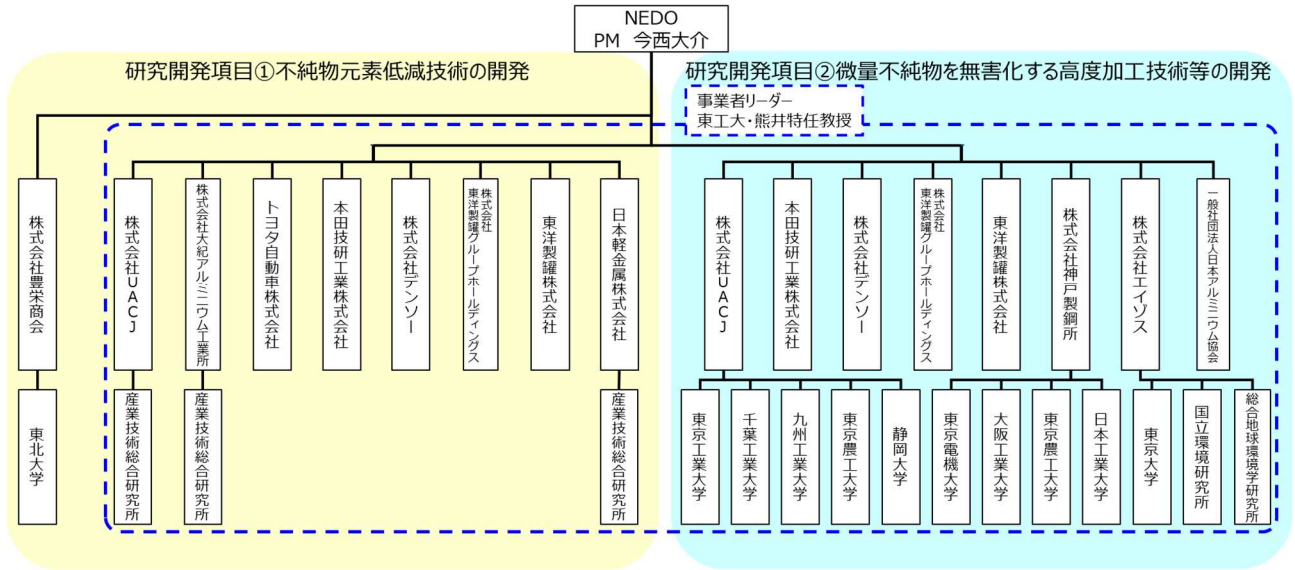 NEDO
PM 今西大介
研究開発項目①不純物元素低減技術の開発
研究開発項目②微量不純物を無害化する高度加工技術等の開発
事業者リーダー
東工大・熊井特任教授
株式会社豊栄商会
株式会社UACJ
株式会社大紀アルミニウム工業所
トヨタ自動車株式会社
本田技研工業株式会社
株式会社デンソー
株式会社
東洋製罐グループホールディングス
東洋製罐株式会社
日本軽金属株式会社
株式会社UACJ
本田技研工業株式会社
株式会社デンソー
株式会社
東洋製罐グループホールディングス
東洋製罐株式会社
株式会社神戸製鋼所
株式会社エイゾス
一般社団法人日本アルミニウム協会
東北大学
産業技術総合研究所
産業技術総合研究所
産業技術総合研究所
東京工業大学
千葉工業大学
九州工業大学
東京農工大学
静岡大学
東京電機大学
大阪工業大学
東京農工大学
日本工業大学
東京大学
国立環境研究所
総合地球環境学研究所